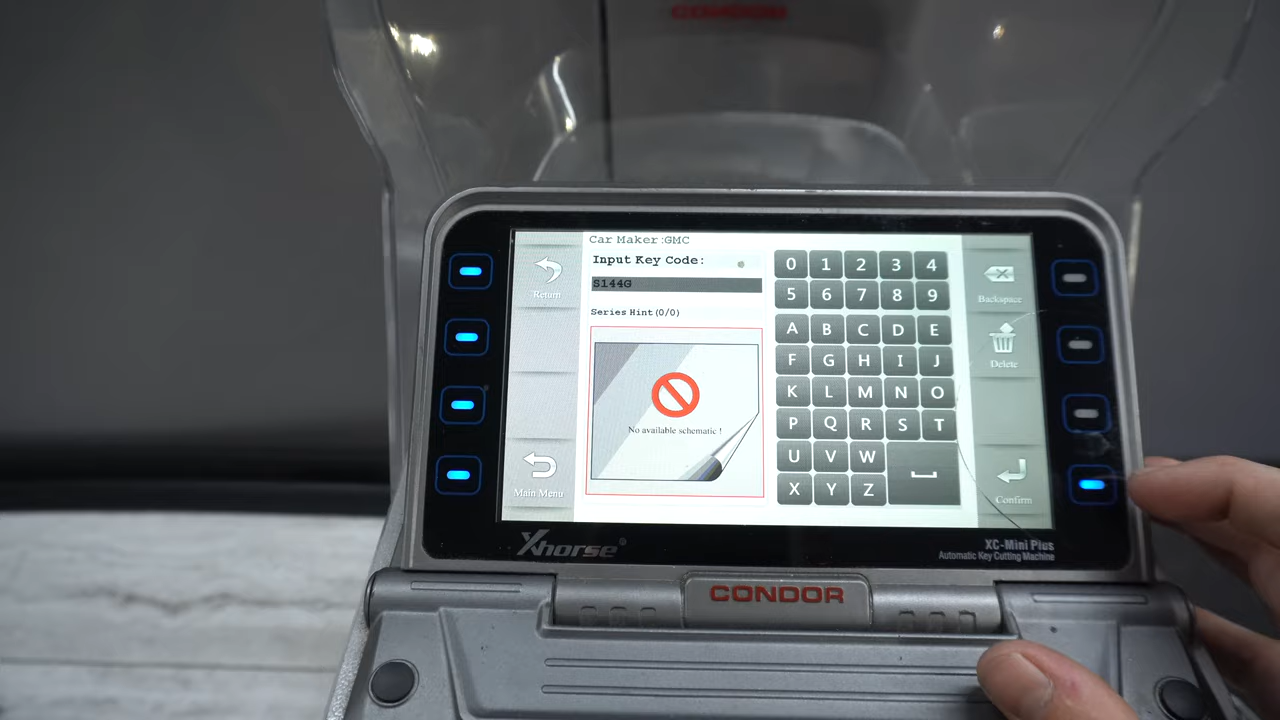 CONDOR
Car Maker:GMC
Input Key Code:
S144G
Series Hint(0/0)
No available schematic !
Return
Main Menu
0 1 2 3 4
5 6 7 8 9
A B C D E
F G H I J
K L M N O
P Q R S T
U V W
X Y Z
Backspace
Delete
Confirm
Xhorse®
XC-Mini Plus
Automatic Key Cutting Machine
CONDOR